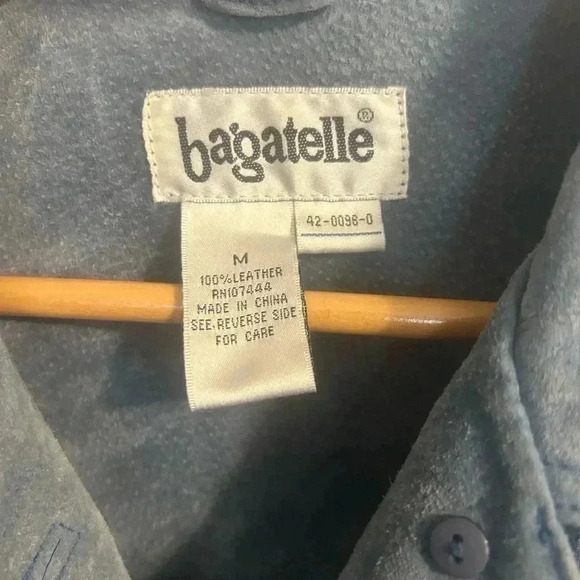 bagatelle®
42-0098-0
M
100%LEATHER
RN107444
MADE IN CHINA
SEE REVERSE SIDE
FOR CARE